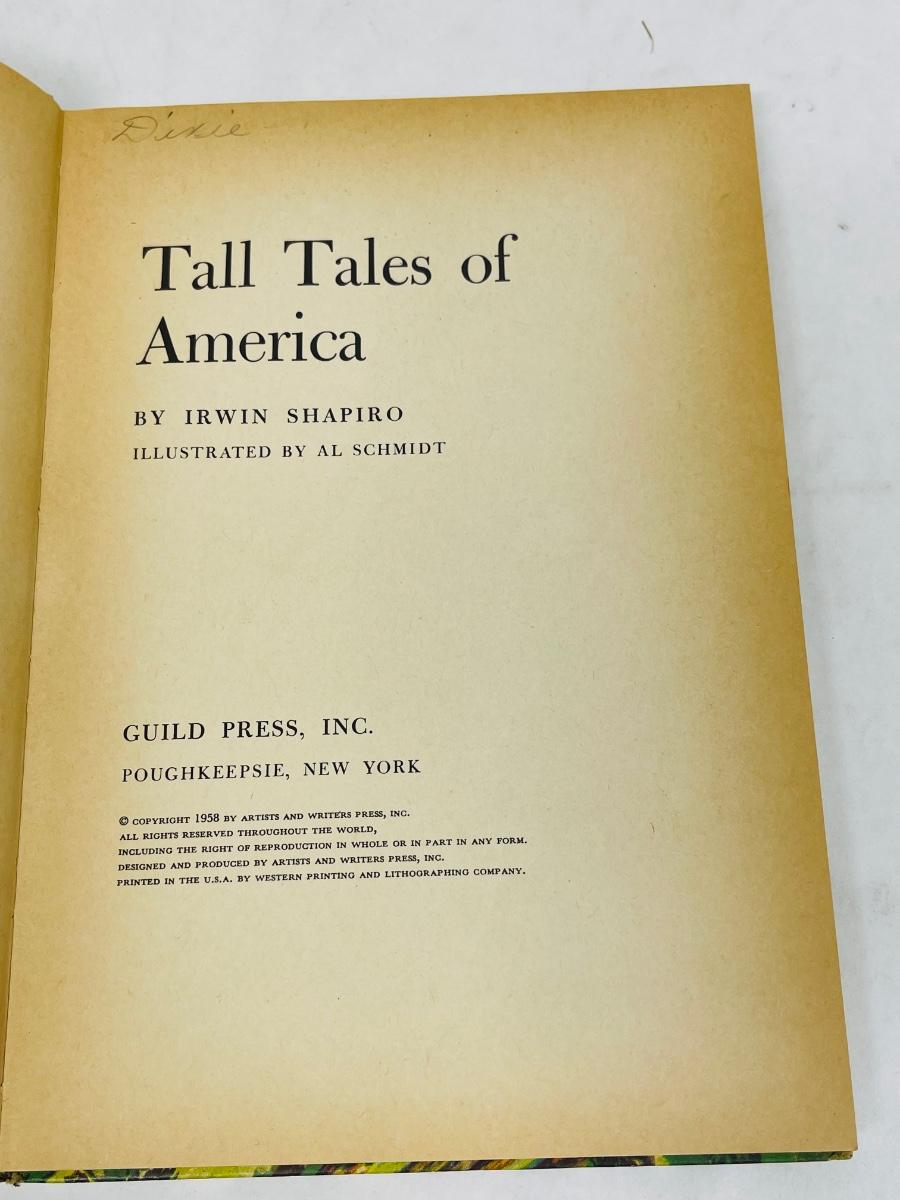 Dixie
Tall Tales of
America
BY IRWIN SHAPIRO
ILLUSTRATED BY AL SCHMIDT
GUILD PRESS, INC.
POUGHKEEPSIE, NEW YORK
© COPYRIGHT 1958 BY ARTISTS AND WRITERS PRESS, INC.
ALL RIGHTS RESERVED THROUGHOUT THE WORLD,
INCLUDING THE RIGHT OF REPRODUCTION IN WHOLE OR IN PART IN ANY FORM.
DESIGNED AND PRODUCED BY ARTISTS AND WRITERS PRESS, INC.
PRINTED IN THE U.S.A. BY WESTERN PRINTING AND LITHOGRAPHING COMPANY.